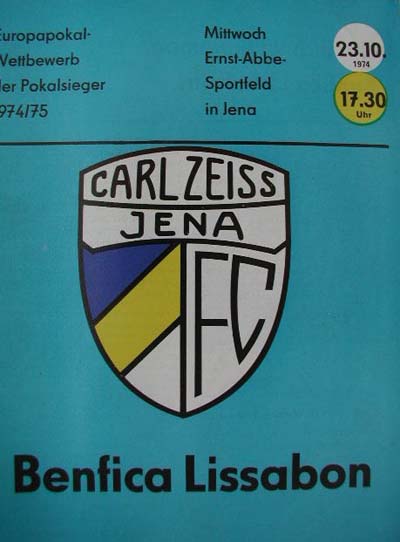 Europapokal-
Wettbewerb
der Pokalsieger
974/75
Mittwoch
Ernst-Abbe-
Sportfeld
in Jena
23.10.
1974
17.30
Uhr
CARL ZEISS
JENA
FC
Benfica Lissabon